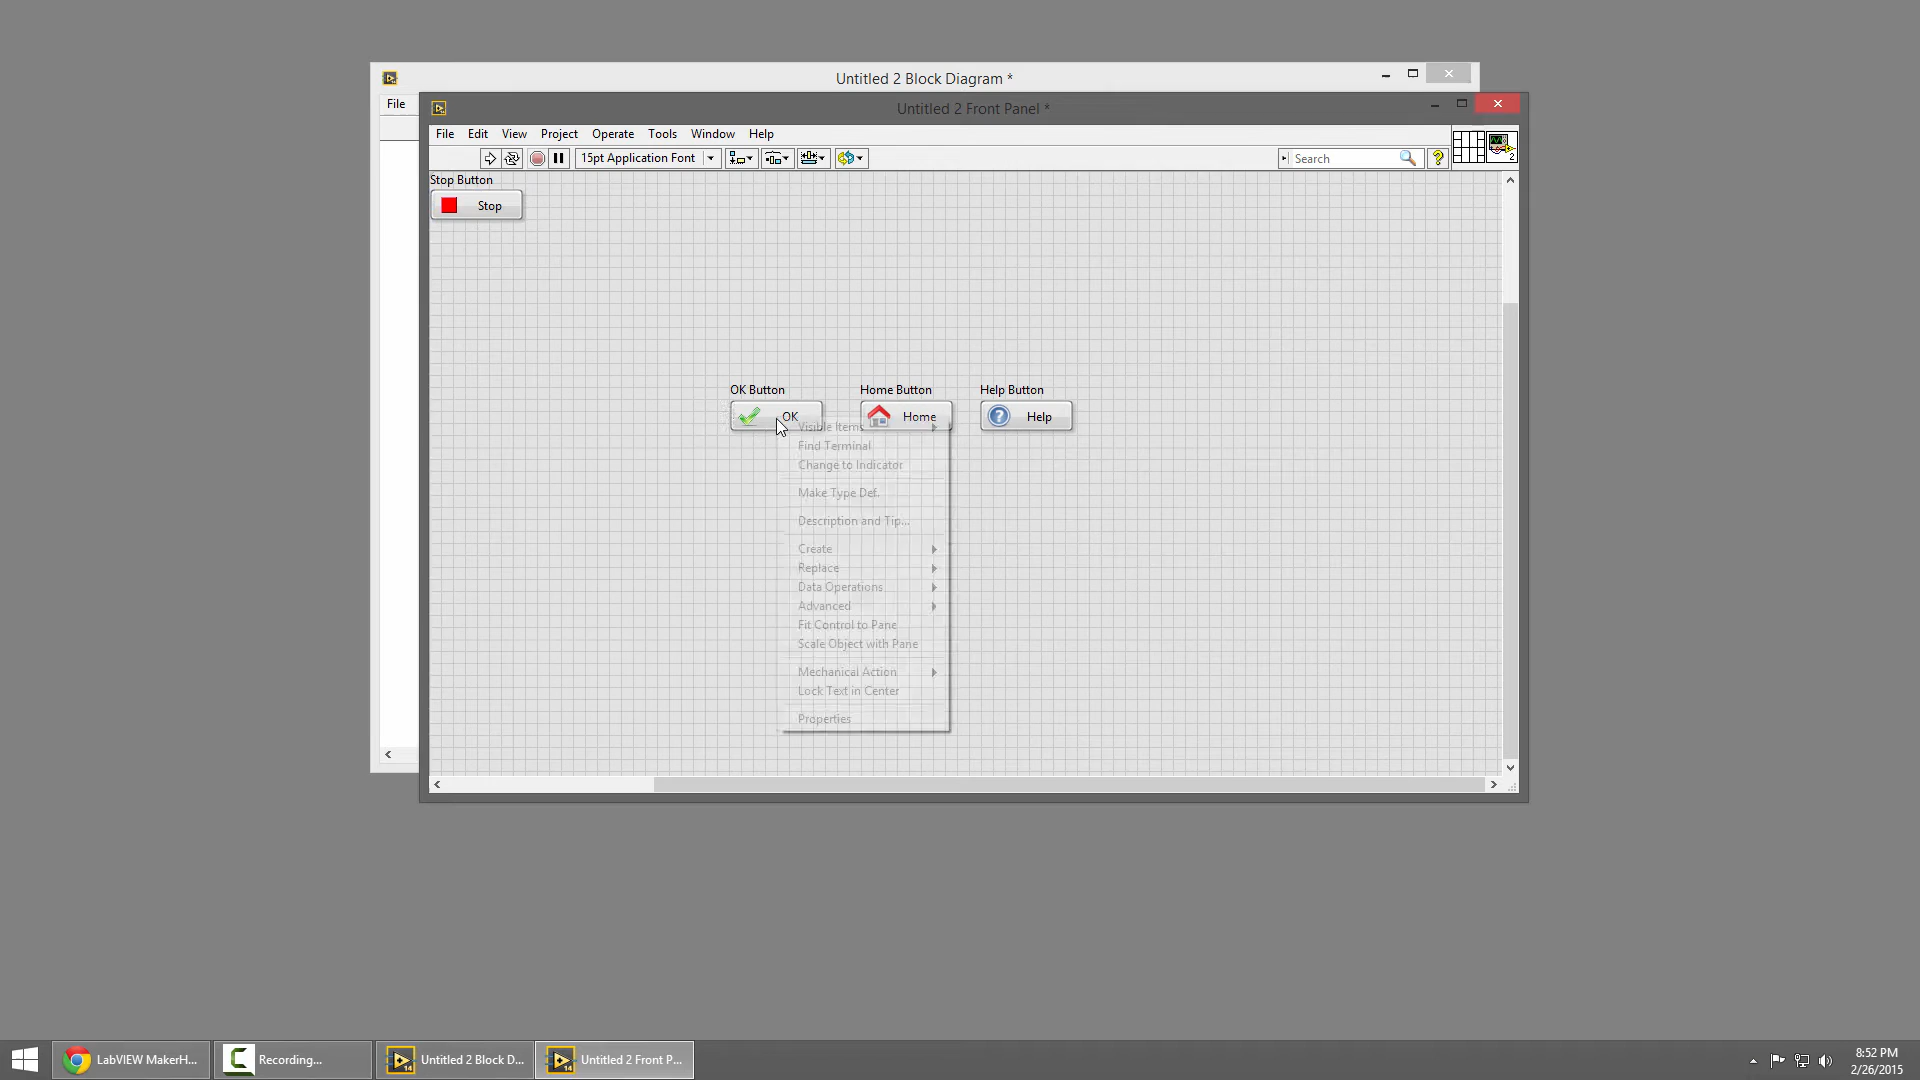 Untitled 2 Block Diagram *
File
Untitled 2 Front Panel *
File Edit View Project Operate Tools Window Help
15pt Application Font
Search
?
2
Stop Button
Stop
OK Button Home Button Help Button
OK Home ? Help
Visible Items
Find Terminal
Change to Indicator
Make Type Def.
Description and Tip...
Create
Replace
Data Operations
Advanced
Fit Control to Pane
Scale Object with Pane
Mechanical Action
Lock Text in Center
Properties
LabVIEW MakerH...
Recording...
14 Untitled 2 Block D...
14 Untitled 2 Front P...
8:52 PM
2/26/2015